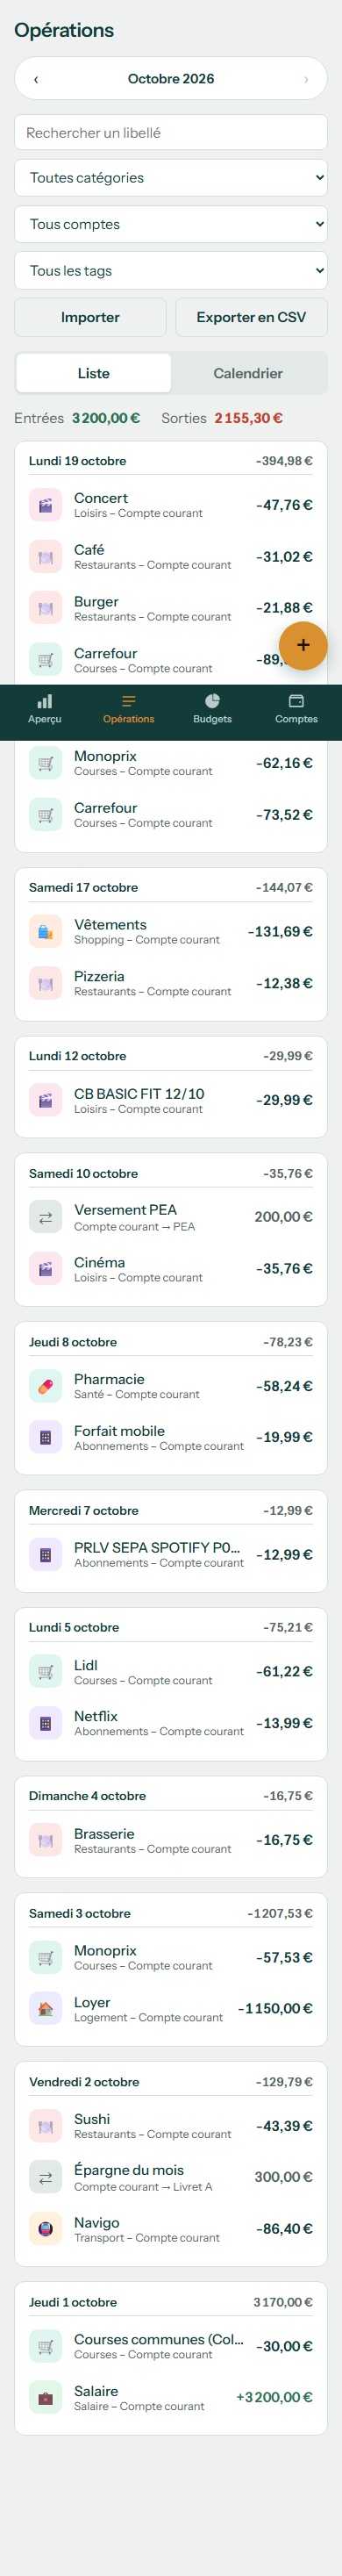 Opérations
‹ Octobre 2026 ›
Rechercher un libellé
Toutes catégories
Tous comptes
Tous les tags
Importer Exporter en CSV
Liste Calendrier
Entrées 3 200,00 € Sorties 2 155,30 €
Lundi 19 octobre -394,98 €
Concert
Loisirs – Compte courant
-47,76 €
Café
Restaurants – Compte courant
-31,02 €
Burger
Restaurants – Compte courant
-21,88 €
+
Carrefour
Courses – Compte courant
-89,
Aperçu Opérations Budgets Comptes
Monoprix
Courses – Compte courant
-62,16 €
Carrefour
Courses – Compte courant
-73,52 €
Samedi 17 octobre -144,07 €
Vêtements
Shopping – Compte courant
-131,69 €
Pizzeria
Restaurants – Compte courant
-12,38 €
Lundi 12 octobre -29,99 €
CB BASIC FIT 12/10
Loisirs – Compte courant
-29,99 €
Samedi 10 octobre -35,76 €
Versement PEA
Compte courant → PEA
200,00 €
Cinéma
Loisirs – Compte courant
-35,76 €
Jeudi 8 octobre -78,23 €
Pharmacie
Santé – Compte courant
-58,24 €
Forfait mobile
Abonnements – Compte courant
-19,99 €
Mercredi 7 octobre -12,99 €
PRLV SEPA SPOTIFY P0...
Abonnements – Compte courant
-12,99 €
Lundi 5 octobre -75,21 €
Lidl
Courses – Compte courant
-61,22 €
Netflix
Abonnements – Compte courant
-13,99 €
Dimanche 4 octobre -16,75 €
Brasserie
Restaurants – Compte courant
-16,75 €
Samedi 3 octobre -1 207,53 €
Monoprix
Courses – Compte courant
-57,53 €
Loyer
Logement – Compte courant
-1 150,00 €
Vendredi 2 octobre -129,79 €
Sushi
Restaurants – Compte courant
-43,39 €
Épargne du mois
Compte courant → Livret A
300,00 €
Navigo
Transport – Compte courant
-86,40 €
Jeudi 1 octobre 3 170,00 €
Courses communes (Col...
Courses – Compte courant
-30,00 €
Salaire
Salaire – Compte courant
+3 200,00 €